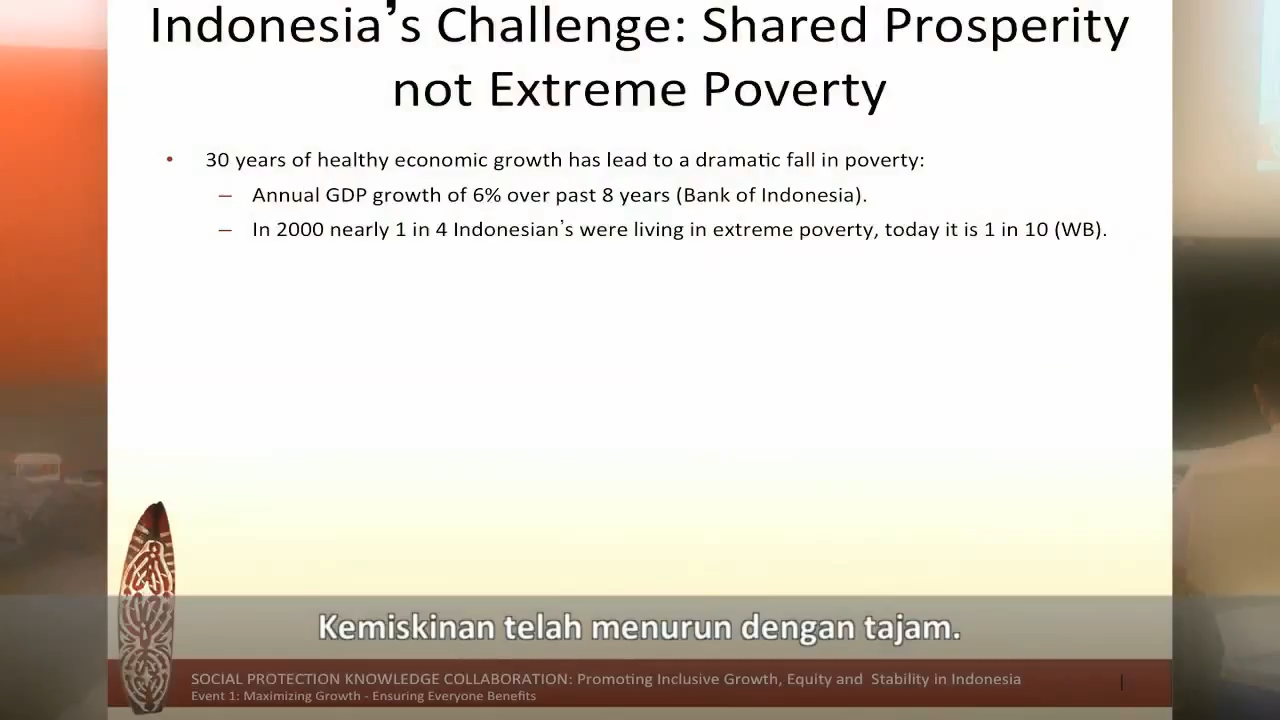 Indonesia’s Challenge: Shared Prosperity
not Extreme Poverty
• 30 years of healthy economic growth has lead to a dramatic fall in poverty:
– Annual GDP growth of 6% over past 8 years (Bank of Indonesia).
– In 2000 nearly 1 in 4 Indonesian’s were living in extreme poverty, today it is 1 in 10 (WB).
Kemiskinan telah menurun dengan tajam.
SOCIAL PROTECTION KNOWLEDGE COLLABORATION: Promoting Inclusive Growth, Equity and Stability in Indonesia
Event 1: Maximizing Growth - Ensuring Everyone Benefits